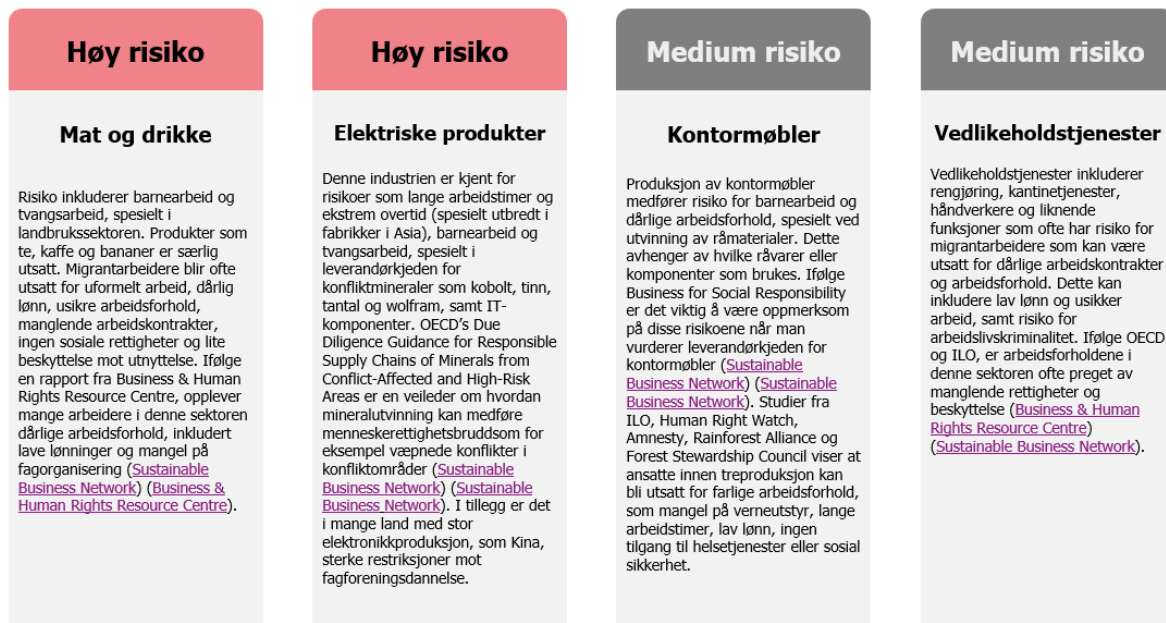 Høy risiko
Mat og drikke
Risiko inkluderer barnearbeid og
tvangsarbeid, spesielt i
landbrukssektoren. Produkter som
te, kaffe og bananer er særlig
utsatt. Migrantarbeidere blir ofte
utsatt for uformelt arbeid, dårlig
lønn, usikre arbeidsforhold,
manglende arbeidskontrakter,
ingen sosiale rettigheter og lite
beskyttelse mot utnyttelse. Ifølge
en rapport fra Business & Human
Rights Resource Centre, opplever
mange arbeidere i denne sektoren
dårlige arbeidsforhold, inkludert
lave lønninger og mangel på
fagorganisering (Sustainable
Business Network) (Business &
Human Rights Resource Centre).
Høy risiko
Elektriske produkter
Denne industrien er kjent for
risikoer som lange arbeidstimer og
ekstrem overtid (spesielt utbredt i
fabrikker i Asia), barnearbeid og
tvangsarbeid, spesielt i
leverandørkjeden for
konfliktmineraler som kobolt, tinn,
tantal og wolfram, samt IT-
komponenter. OECD's Due
Diligence Guidance for Responsible
Supply Chains of Minerals from
Conflict-Affected and High-Risk
Areas er en veileder om hvordan
mineralutvinning kan medføre
menneskerettighetsbruddsom for
eksempel væpnede konflikter i
konfliktområder (Sustainable
Business Network) (Sustainable
Business Network). I tillegg er det
i mange land med stor
elektronikkproduksjon, som Kina,
sterke restriksjoner mot
fagforeningsdannelse.
Medium risiko
Kontormøbler
Produksjon av kontormøbler
medfører risiko for barnearbeid og
dårlige arbeidsforhold, spesielt ved
utvinning av råmaterialer. Dette
avhenger av hvilke råvarer eller
komponenter som brukes. Ifølge
Business for Social Responsibility
er det viktig å være oppmerksom
på disse risikoene når man
vurderer leverandørkjeden for
kontormøbler (Sustainable
Business Network) (Sustainable
Business Network). Studier fra
ILO, Human Right Watch,
Amnesty, Rainforest Alliance og
Forest Stewardship Council viser at
ansatte innen treproduksjon kan
bli utsatt for farlige arbeidsforhold,
som mangel på verneutstyr, lange
arbeidstimer, lav lønn, ingen
tilgang til helsetjenester eller sosial
sikkerhet.
Medium risiko
Vedlikeholdstjenester
Vedlikeholdstjenester inkluderer
rengjøring, kantinetjenester,
håndverkere og liknende
funksjoner som ofte har risiko for
migrantarbeidere som kan være
utsatt for dårlige arbeidskontrakter
og arbeidsforhold. Dette kan
inkludere lav lønn og usikker
arbeid, samt risiko for
arbeidslivskriminalitet. Ifølge OECD
og ILO, er arbeidsforholdene i
denne sektoren ofte preget av
manglende rettigheter og
beskyttelse (Business & Human
Rights Resource Centre)
(Sustainable Business Network).